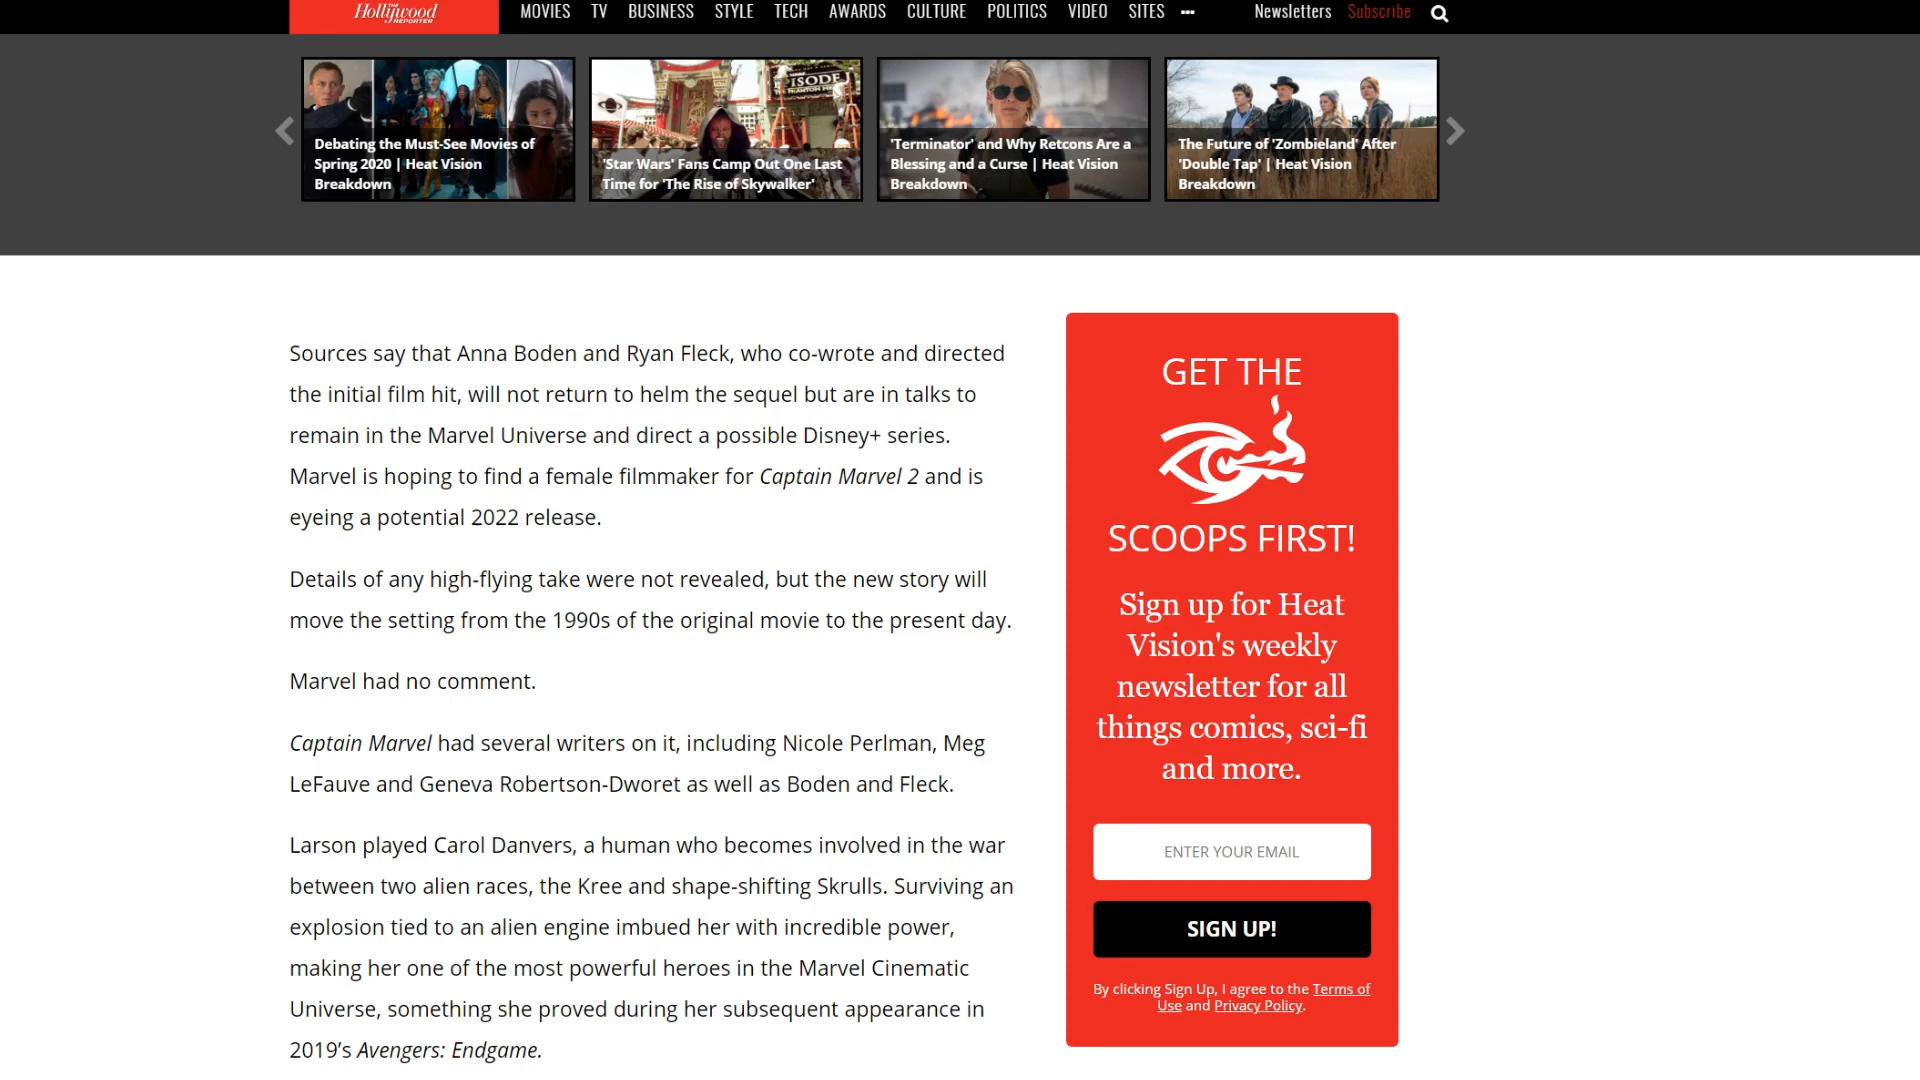 THE
Hollywood
REPORTER
MOVIES TV BUSINESS STYLE TECH AWARDS CULTURE POLITICS VIDEO SITES ••• Newsletters Subscribe
EPISODE
THE PHANTOM
Debating the Must-See Movies of
Spring 2020 | Heat Vision
Breakdown
'Star Wars' Fans Camp Out One Last
Time for 'The Rise of Skywalker'
'Terminator' and Why Retcons Are a
Blessing and a Curse | Heat Vision
Breakdown
The Future of 'Zombieland' After
'Double Tap' | Heat Vision
Breakdown
Sources say that Anna Boden and Ryan Fleck, who co-wrote and directed
the initial film hit, will not return to helm the sequel but are in talks to
remain in the Marvel Universe and direct a possible Disney+ series.
Marvel is hoping to find a female filmmaker for Captain Marvel 2 and is
eyeing a potential 2022 release.
Details of any high-flying take were not revealed, but the new story will
move the setting from the 1990s of the original movie to the present day.
Marvel had no comment.
Captain Marvel had several writers on it, including Nicole Perlman, Meg
LeFauve and Geneva Robertson-Dworet as well as Boden and Fleck.
Larson played Carol Danvers, a human who becomes involved in the war
between two alien races, the Kree and shape-shifting Skrulls. Surviving an
explosion tied to an alien engine imbued her with incredible power,
making her one of the most powerful heroes in the Marvel Cinematic
Universe, something she proved during her subsequent appearance in
2019’s Avengers: Endgame.
GET THE
SCOOPS FIRST!
Sign up for Heat
Vision's weekly
newsletter for all
things comics, sci-fi
and more.
ENTER YOUR EMAIL
SIGN UP!
By clicking Sign Up, I agree to the Terms of
Use and Privacy Policy.